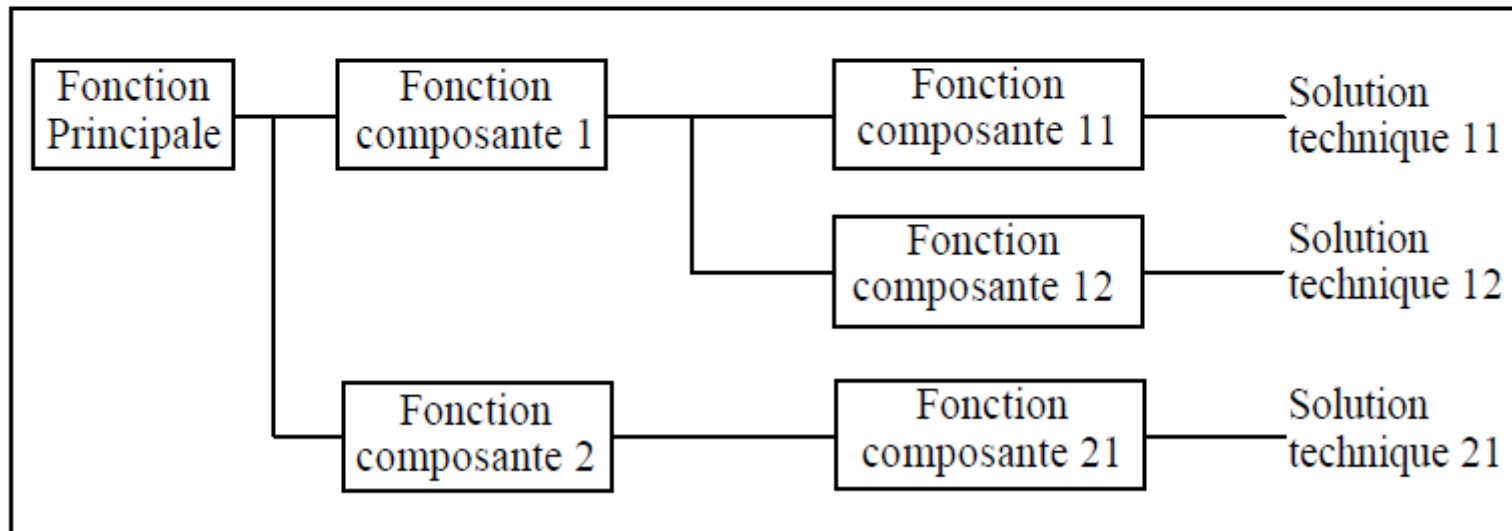 Fonction
Principale
Fonction
composante 1
Fonction
composante 11
Solution
technique 11
Fonction
composante 12
Solution
technique 12
Fonction
composante 2
Fonction
composante 21
Solution
technique 21